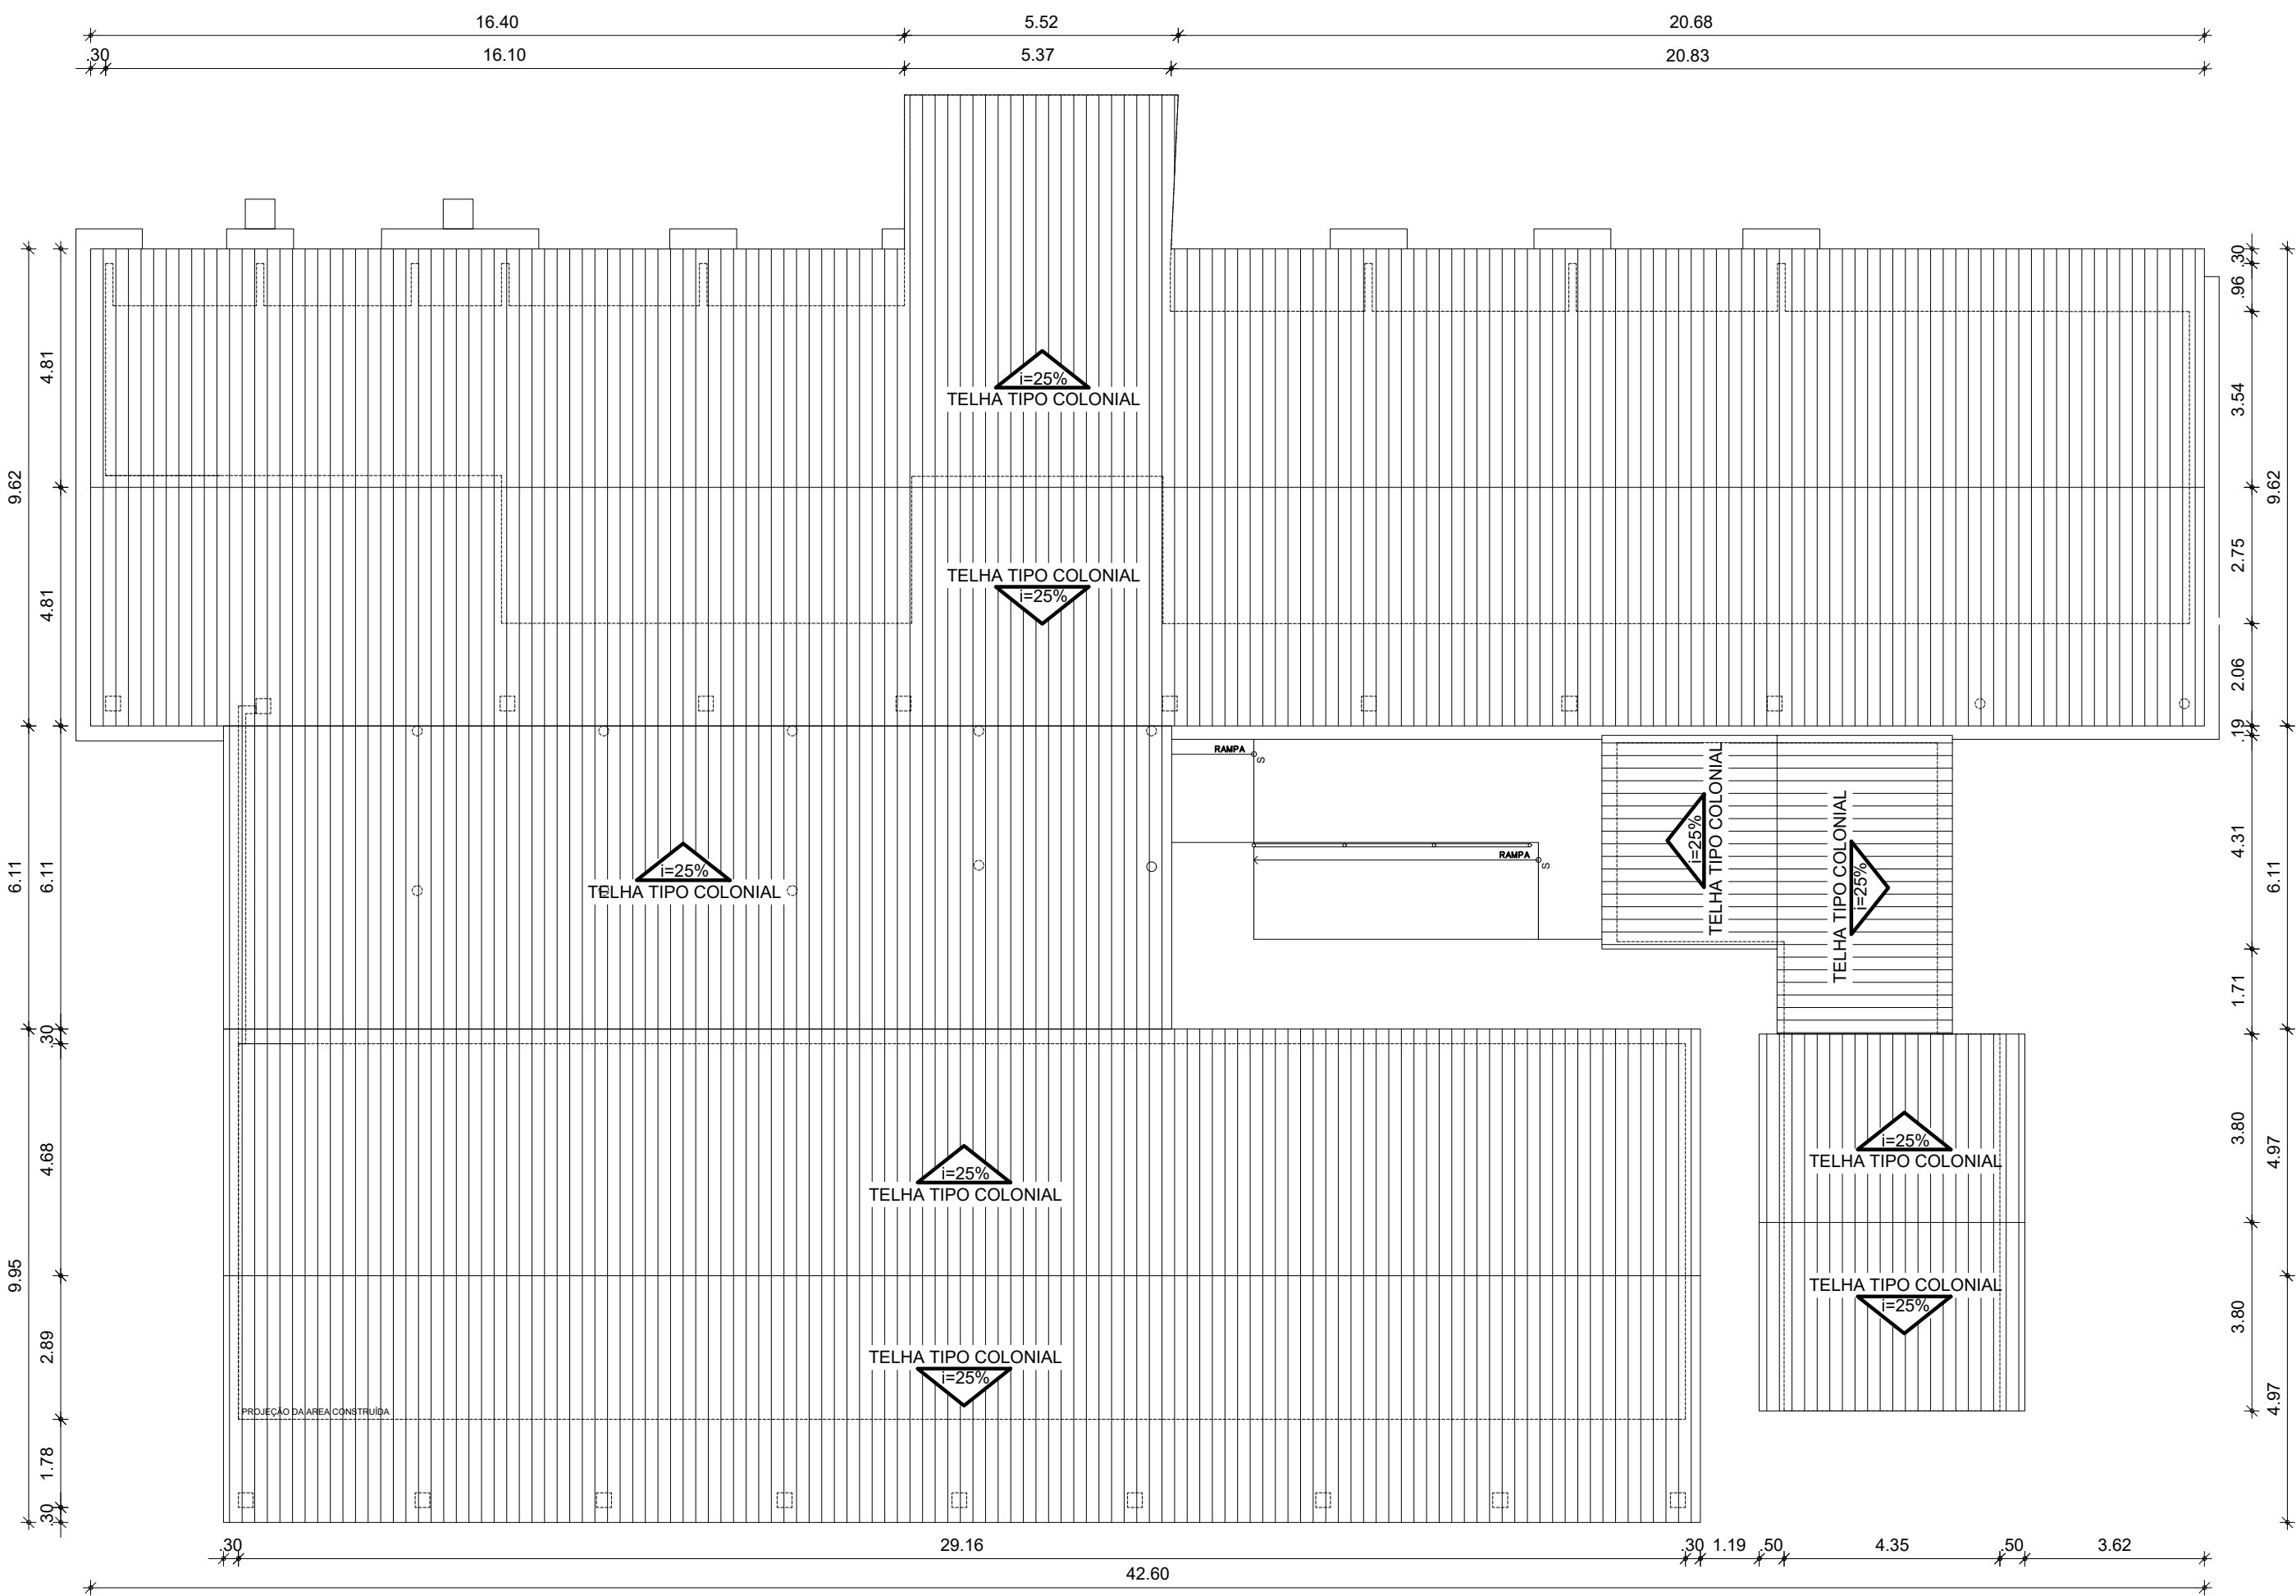 16.40
5.52
20.68
.30
16.10
5.37
20.83
i=25%
TELHA TIPO COLONIAL
TELHA TIPO COLONIAL
i=25%
i=25%
TELHA TIPO COLONIAL
RAMPA
S
RAMPA
S
i=25%
TELHA TIPO COLONIAL
TELHA TIPO COLONIAL
i=25%
i=25%
TELHA TIPO COLONIAL
TELHA TIPO COLONIAL
i=25%
i=25%
TELHA TIPO COLONIAL
TELHA TIPO COLONIAL
i=25%
PROJEÇÃO DA AREA CONSTRUÍDA
9.62
6.11
9.95
4.81
4.81
6.11
.30
4.68
2.89
1.78
.30
.30
.96
3.54
2.75
2.06
.19
4.31
1.71
3.80
3.80
9.62
6.11
4.97
4.97
.30
29.16
.30
1.19
.50
4.35
.50
3.62
42.60